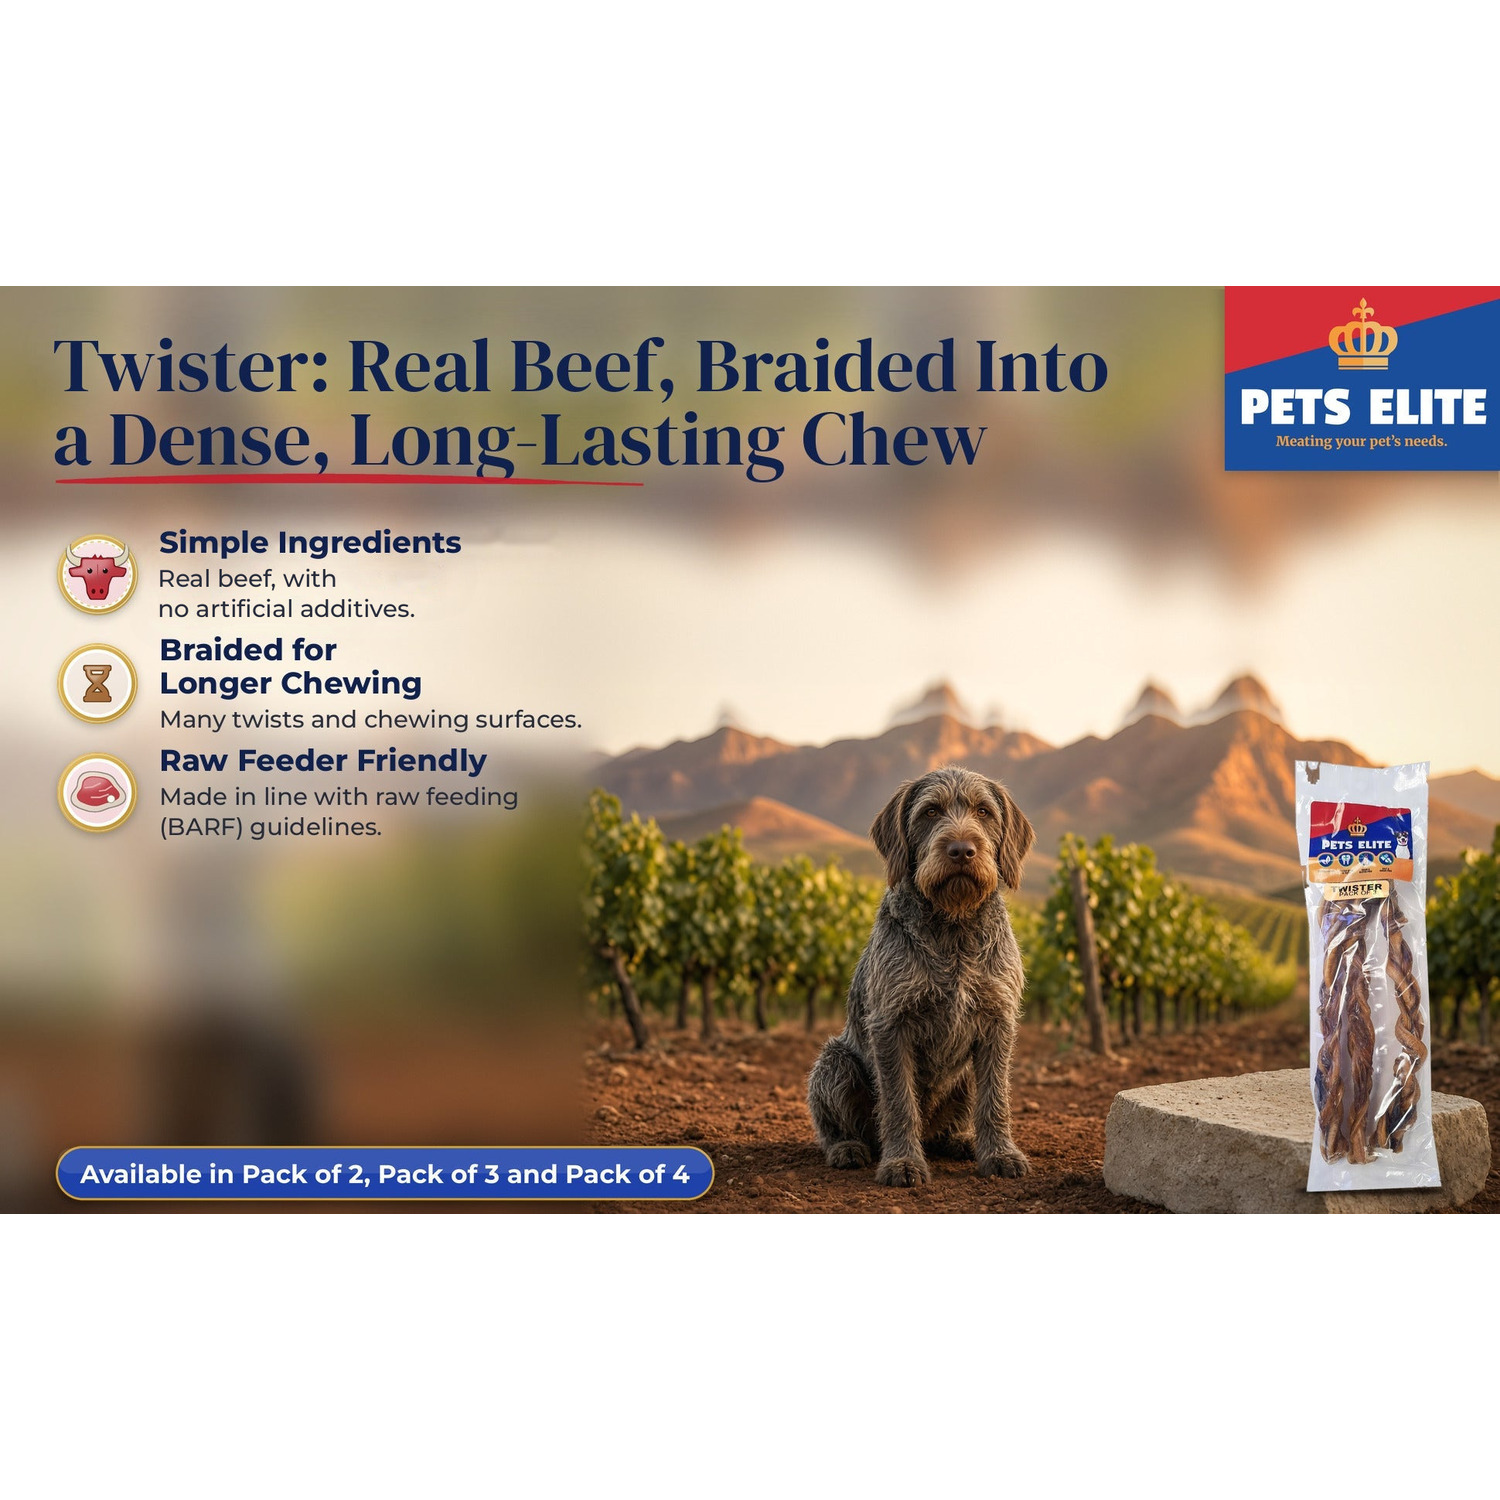 Twister: Real Beef, Braided Into
a Dense, Long-Lasting Chew
PETS ELITE
Meating your pet's needs.
Simple Ingredients
Real beef, with
no artificial additives.
Braided for
Longer Chewing
Many twists and chewing surfaces.
Raw Feeder Friendly
Made in line with raw feeding
(BARF) guidelines.
PETS ELITE
TWISTER
PACK OF
Available in Pack of 2, Pack of 3 and Pack of 4